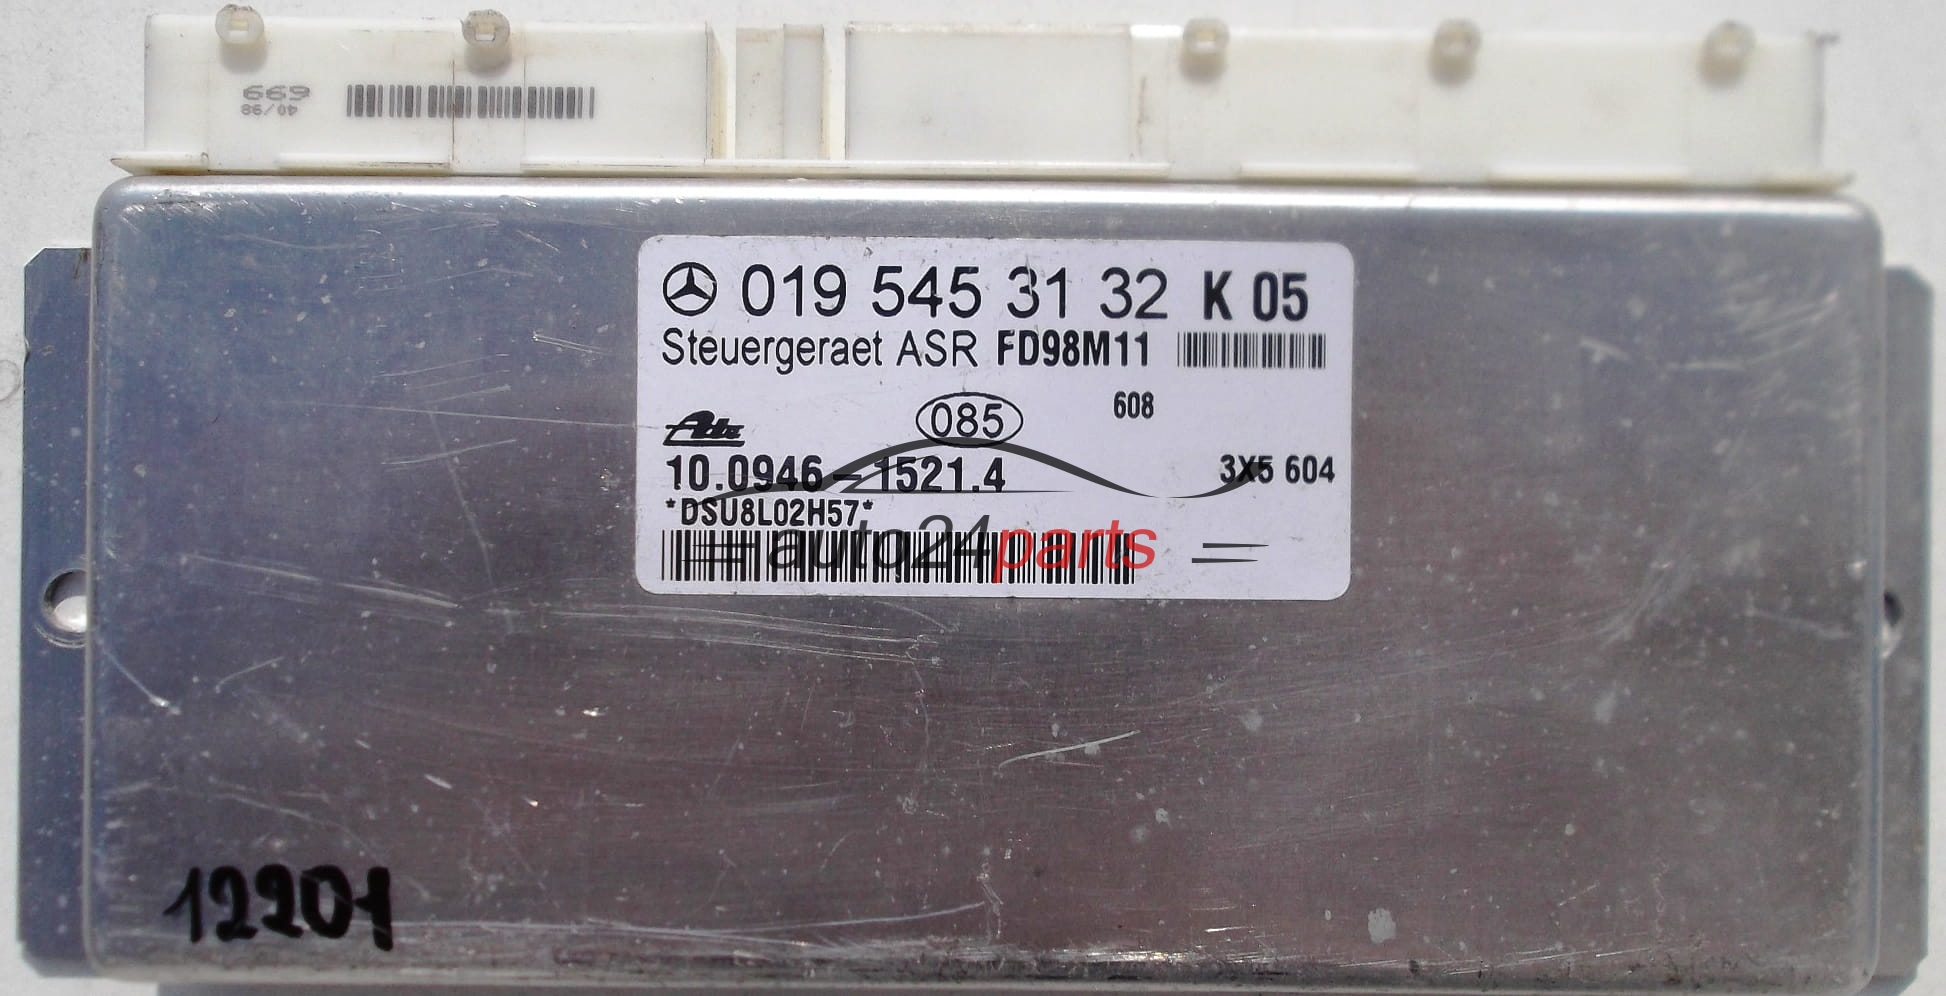 669
40/98
019 545 31 32 K 05
Steuergeraet ASR FD98M11
608
085
Ate
10.0946-1521.4
3X5 604
*DSU8L02H57*
auto24parts
12201